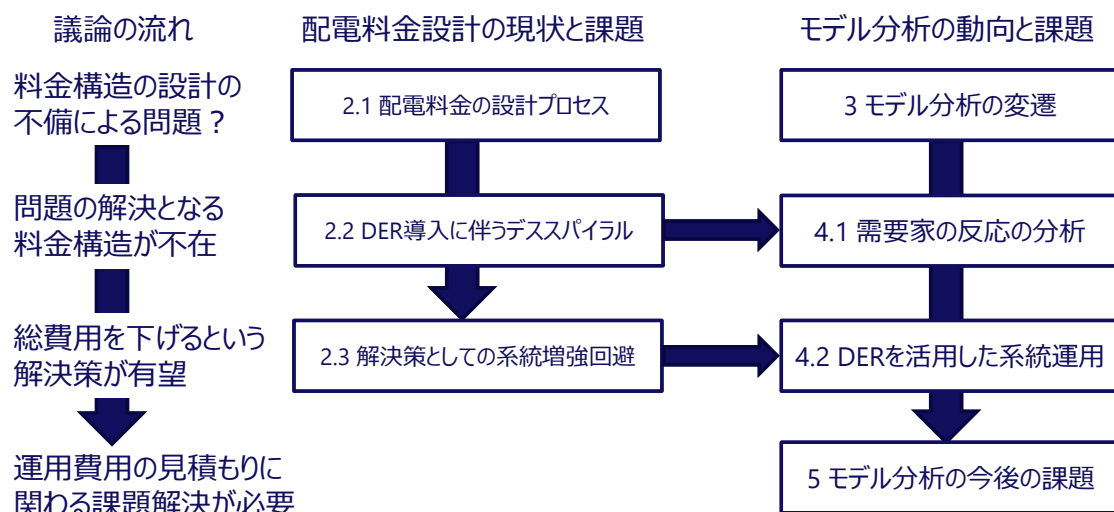 議論の流れ
料金構造の設計の
不備による問題？
問題の解決となる
料金構造が不在
総費用を下げるという
解決策が有望
運用費用の見積もりに
関わる課題解決が必要
配電料金設計の現状と課題
2.1 配電料金の設計プロセス
2.2 DER導入に伴うデススパイラル
2.3 解決策としての系統増強回避
モデル分析の動向と課題
3 モデル分析の変遷
4.1 需要家の反応の分析
4.2 DERを活用した系統運用
5 モデル分析の今後の課題